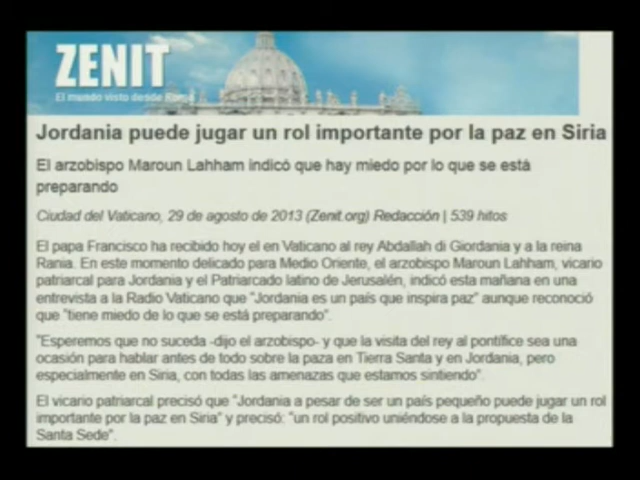 ZENIT
El mundo visto desde Roma
Jordania puede jugar un rol importante por la paz en Siria
El arzobispo Maroun Lahham indicó que hay miedo por lo que se está
preparando
Ciudad del Vaticano, 29 de agosto de 2013 (Zenit.org) Redacción | 539 hitos
El papa Francisco ha recibido hoy el en Vaticano al rey Abdallah di Giordania y a la reina
Rania. En este momento delicado para Medio Oriente, el arzobispo Maroun Lahham, vicario
patriarcal para Jordania y el Patriarcado latino de Jerusalén, indicó esta mañana en una
entrevista a la Radio Vaticano que "Jordania es un país que inspira paz" aunque reconoció
que "tiene miedo de lo que se está preparando".
"Esperemos que no suceda -dijo el arzobispo- y que la visita del rey al pontífice sea una
ocasión para hablar antes de todo sobre la paza en Tierra Santa y en Jordania, pero
especialmente en Siria, con todas las amenazas que estamos sintiendo".
El vicario patriarcal precisó que "Jordania a pesar de ser un país pequeño puede jugar un rol
importante por la paz en Siria" y precisó: "un rol positivo uniéndose a la propuesta de la
Santa Sede".